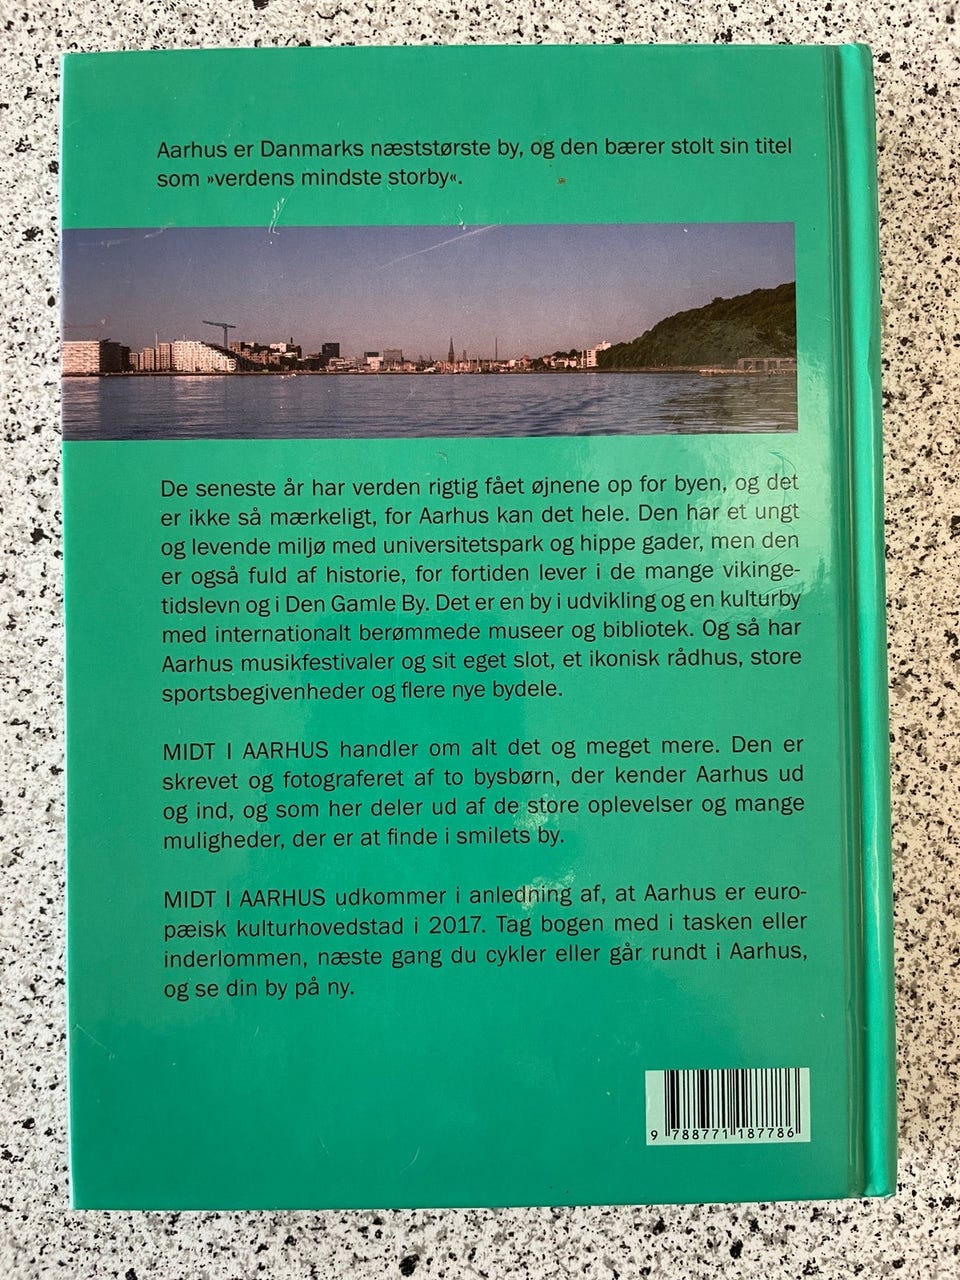 Aarhus er Danmarks næststørste by, og den bærer stolt sin titel
som »verdens mindste storby«.
De seneste år har verden rigtig fået øjnene op for byen, og det
er ikke så mærkeligt, for Aarhus kan det hele. Den har et ungt
og levende miljø med universitetspark og hippe gader, men den
er også fuld af historie, for fortiden lever i de mange vikinge-
tidslevn og i Den Gamle By. Det er en by i udvikling og en kulturby
med internationalt berømmede museer og bibliotek. Og så har
Aarhus musikfestivaler og sit eget slot, et ikonisk rådhus, store
sportsbegivenheder og flere nye bydele.
MIDT I AARHUS handler om alt det og meget mere. Den er
skrevet og fotograferet af to bysbørn, der kender Aarhus ud
og ind, og som her deler ud af de store oplevelser og mange
muligheder, der er at finde i smilets by.
MIDT I AARHUS udkommer i anledning af, at Aarhus er euro-
pæisk kulturhovedstad i 2017. Tag bogen med i tasken eller
inderlommen, næste gang du cykler eller går rundt i Aarhus,
og se din by på ny.
9 788771 187786